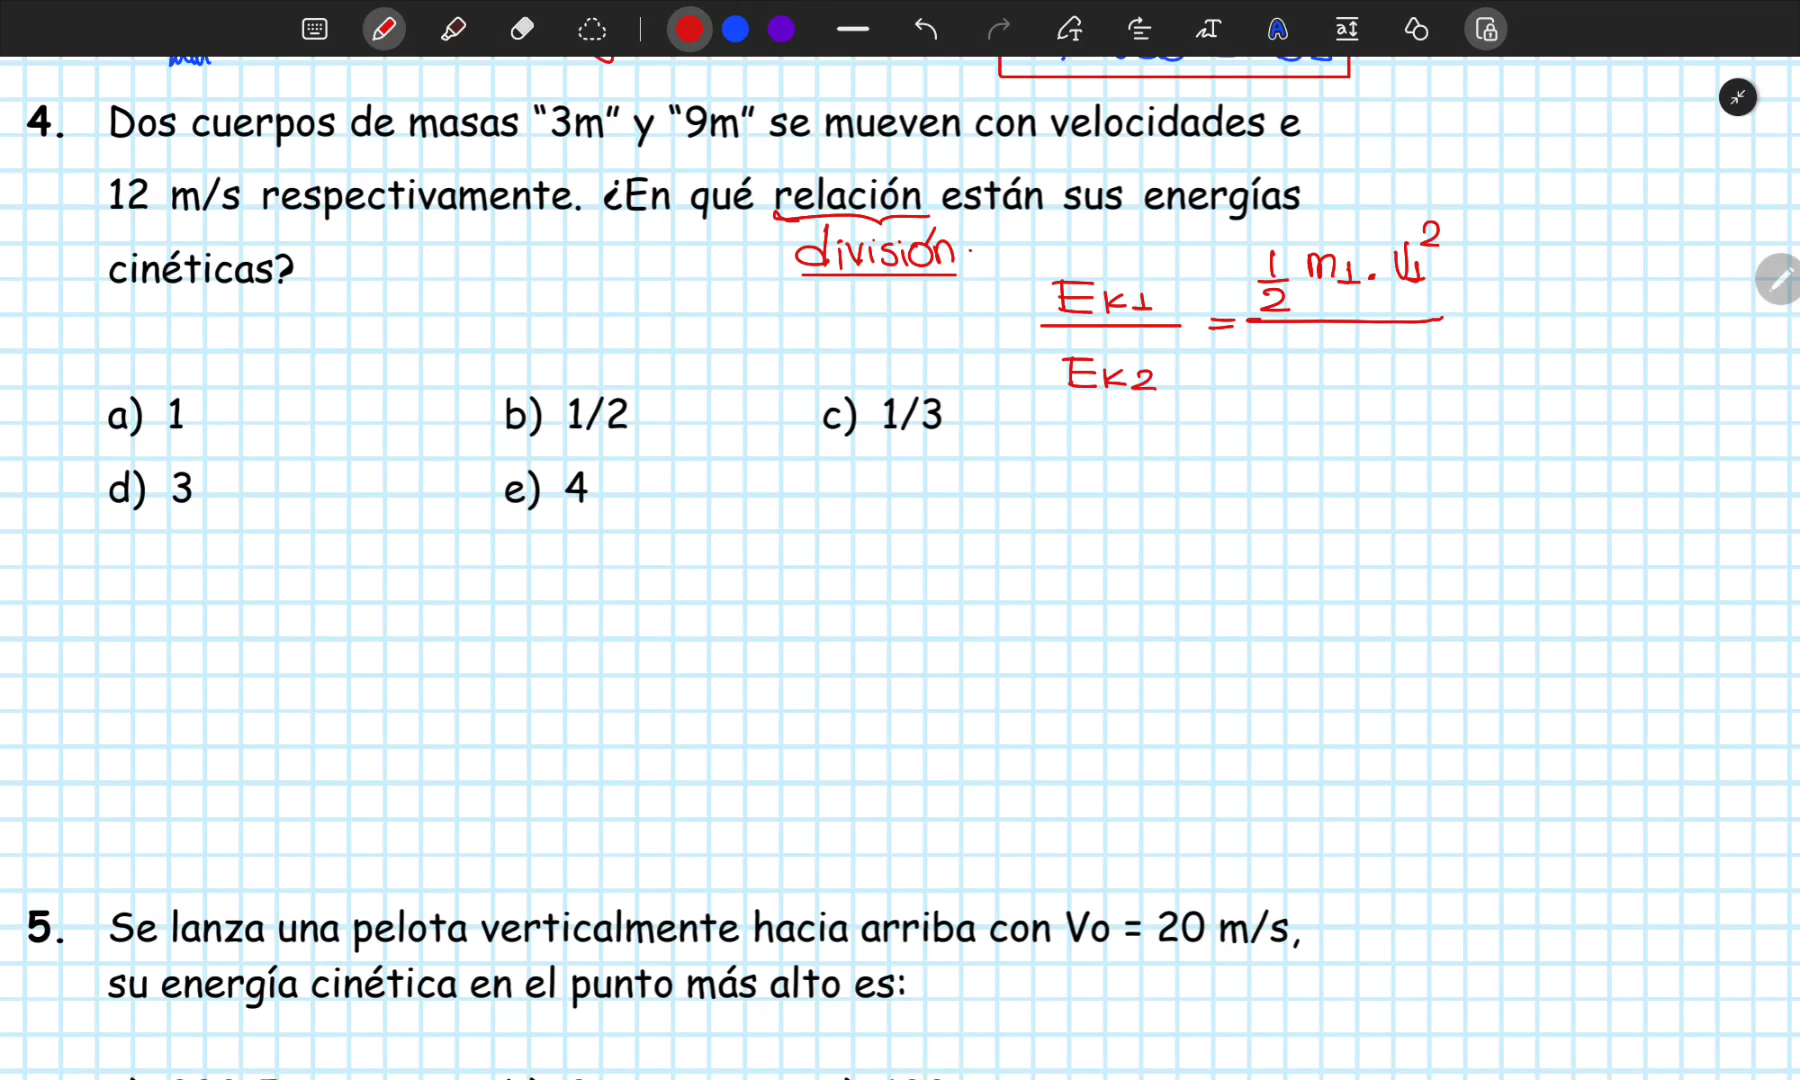 4. Dos cuerpos de masas “3m” y “9m” se mueven con velocidades e
12 m/s respectivamente. ¿En qué relación están sus energías
cinéticas?
división.
Ek1 / Ek2 = 1/2 m1 . v1²
a) 1 b) 1/2 c) 1/3
d) 3 e) 4
5. Se lanza una pelota verticalmente hacia arriba con Vo = 20 m/s,
su energía cinética en el punto más alto es: